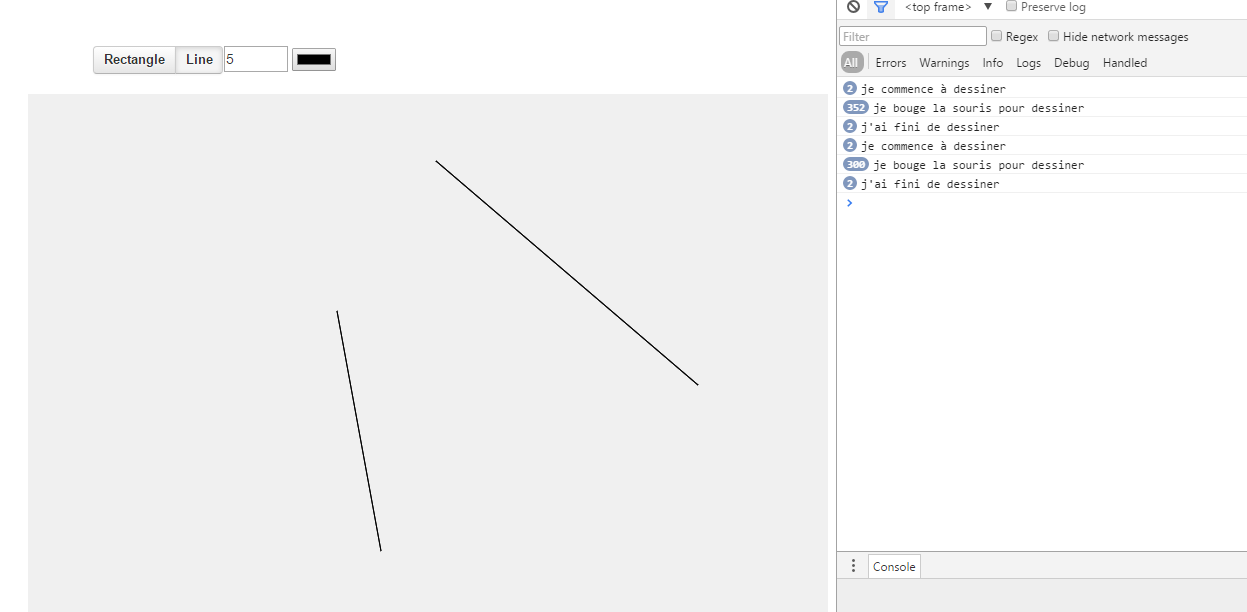 Rectangle Line 5
<top frame> ▼ Preserve log
Filter Regex Hide network messages
All Errors Warnings Info Logs Debug Handled
2 je commence à dessiner
352 je bouge la souris pour dessiner
2 j'ai fini de dessiner
2 je commence à dessiner
300 je bouge la souris pour dessiner
2 j'ai fini de dessiner
>
Console